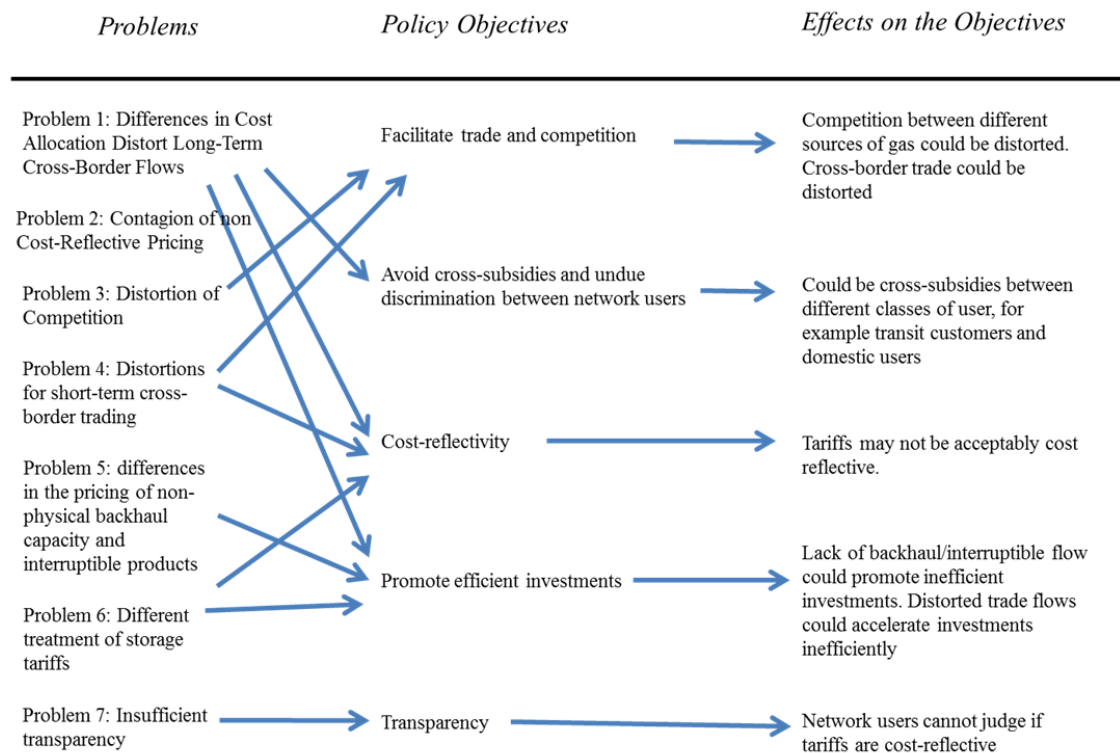 Problems
Policy Objectives
Effects on the Objectives
Problem 1: Differences in Cost
Allocation Distort Long-Term
Cross-Border Flows
Problem 2: Contagion of non
Cost-Reflective Pricing
Problem 3: Distortion of
Competition
Problem 4: Distortions
for short-term cross-
border trading
Problem 5: differences
in the pricing of non-
physical backhaul
capacity and
interruptible products
Problem 6: Different
treatment of storage
tariffs
Problem 7: Insufficient
transparency
Facilitate trade and competition
Avoid cross-subsidies and undue
discrimination between network users
Cost-reflectivity
Promote efficient investments
Transparency
Competition between different
sources of gas could be distorted.
Cross-border trade could be
distorted
Could be cross-subsidies between
different classes of user, for
example transit customers and
domestic users
Tariffs may not be acceptably cost
reflective.
Lack of backhaul/interruptible flow
could promote inefficient
investments. Distorted trade flows
could accelerate investments
inefficiently
Network users cannot judge if
tariffs are cost-reflective